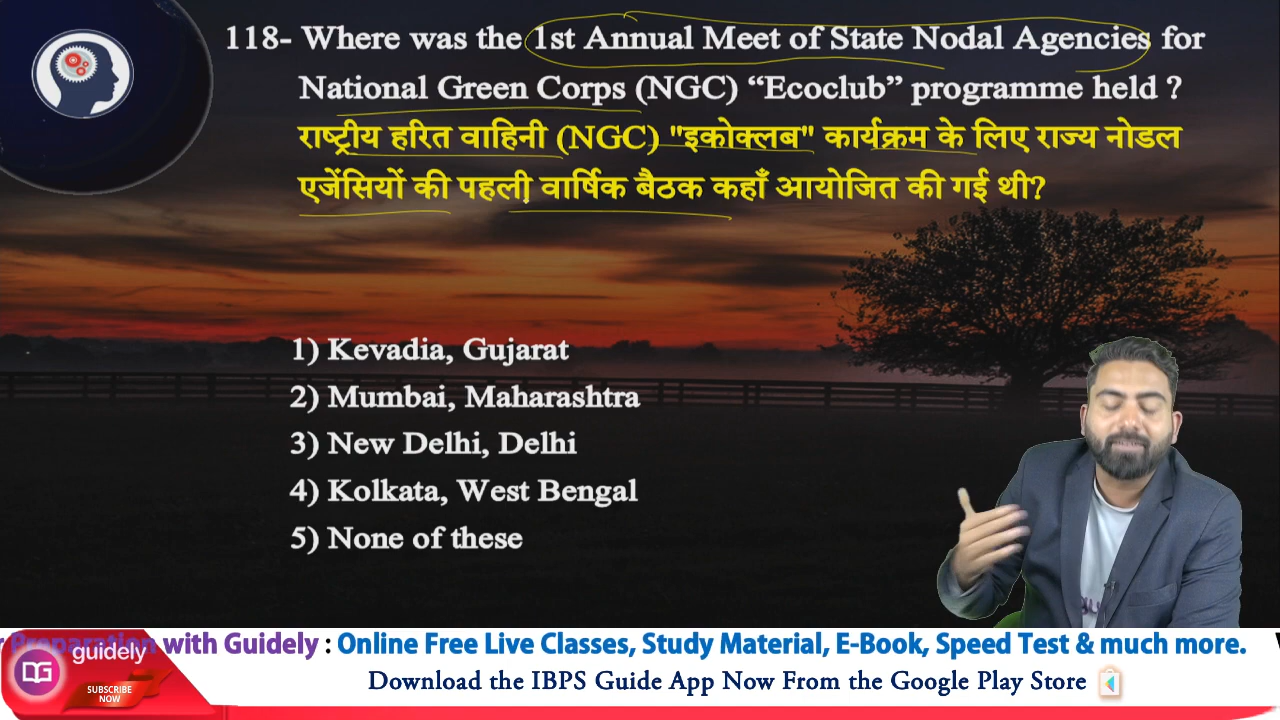 118- Where was the 1st Annual Meet of State Nodal Agencies for
National Green Corps (NGC) “Ecoclub” programme held ?
राष्ट्रीय हरित वाहिनी (NGC) "इकोक्लब" कार्यक्रम के लिए राज्य नोडल
एजेंसियों की पहली वार्षिक बैठक कहाँ आयोजित की गई थी?
1) Kevadia, Gujarat
2) Mumbai, Maharashtra
3) New Delhi, Delhi
4) Kolkata, West Bengal
5) None of these
Preparation with Guidely : Online Free Live Classes, Study Material, E-Book, Speed Test & much more.
guidely
SUBSCRIBE
NOW
Download the IBPS Guide App Now From the Google Play Store